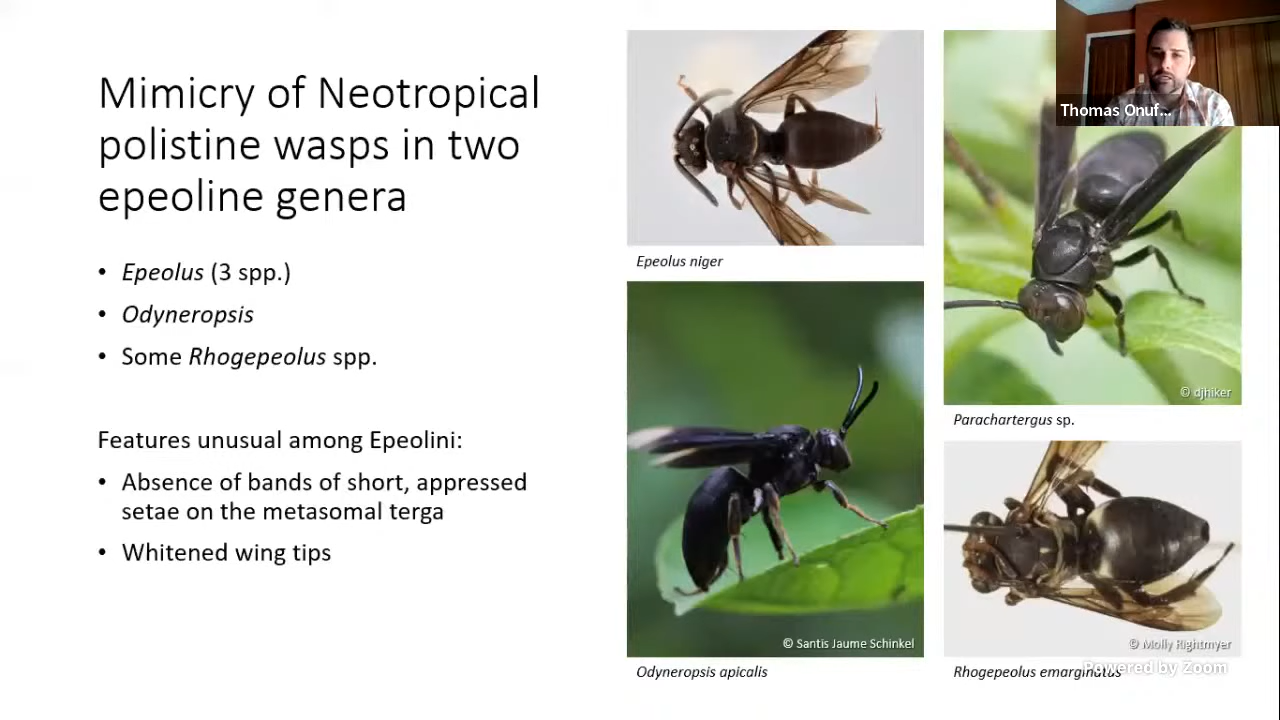 Mimicry of Neotropical
polistine wasps in two
epeoline genera
• Epeolus (3 spp.)
• Odyneropsis
• Some Rhogepeolus spp.
Features unusual among Epeolini:
• Absence of bands of short, appressed
setae on the metasomal terga
• Whitened wing tips
Epeolus niger
© Santis Jaume Schinkel
Odyneropsis apicalis
Thomas Onuf...
© djhiker
Parachartergus sp.
© Molly Rightmyer
Rhogepeolus emarginatus
Powered by Zoom